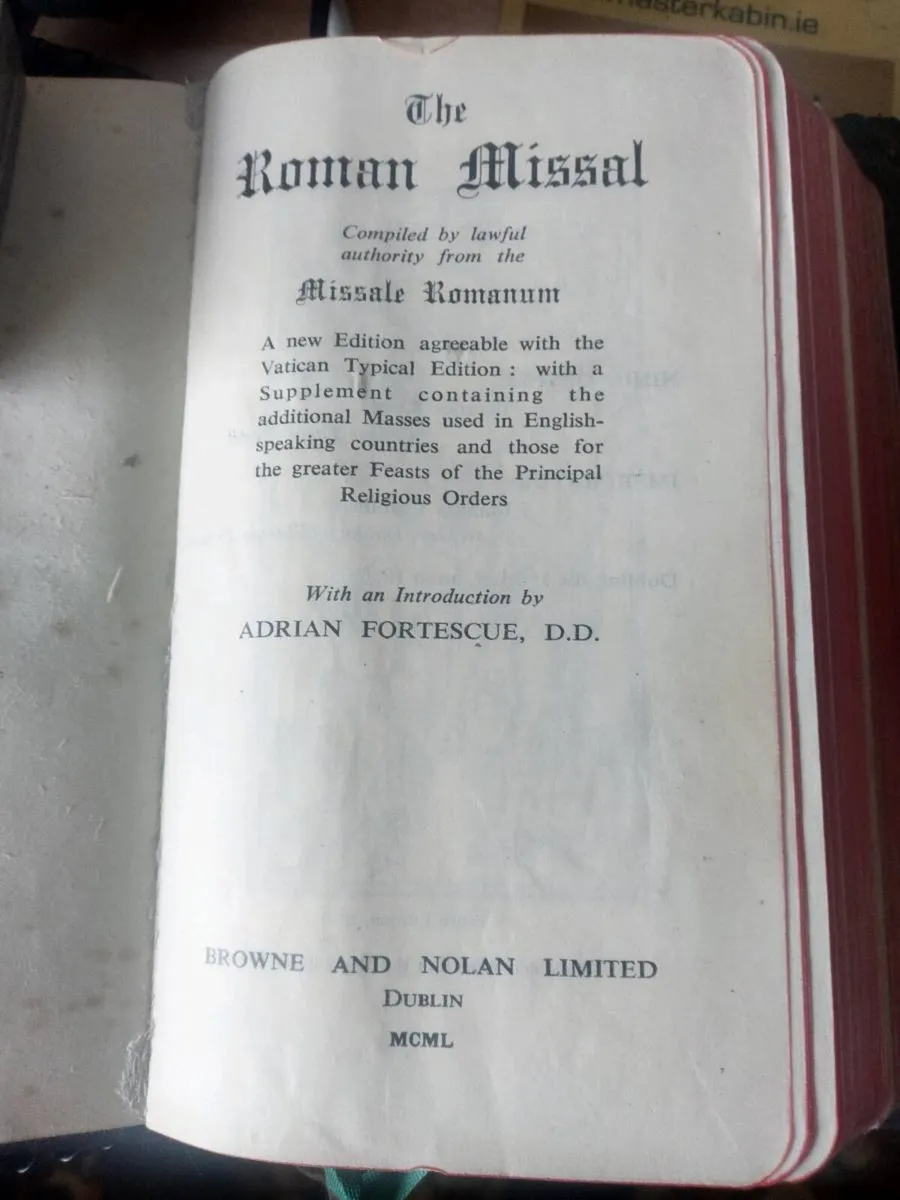 asterkabin.ie
The
Roman Missal
Compiled by lawful
authority from the
Missale Romanum
A new Edition agreeable with the
Vatican Typical Edition : with a
Supplement containing the
additional Masses used in English-
speaking countries and those for
the greater Feasts of the Principal
Religious Orders
With an Introduction by
ADRIAN FORTESCUE, D.D.
BROWNE AND NOLAN LIMITED
DUBLIN
MCML